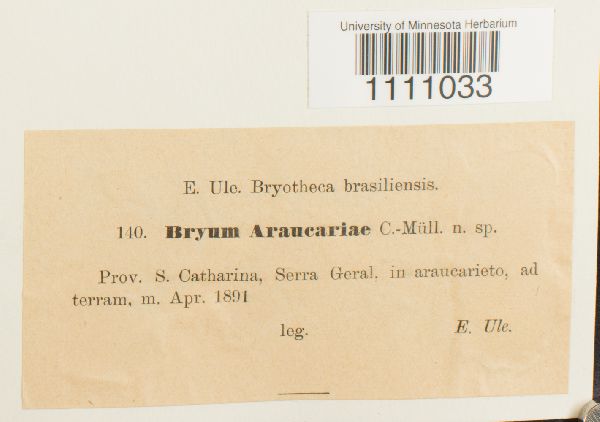 University of Minnesota Herbarium
1111033
E. Ule. Bryotheca brasiliensis.
140. Bryum Araucariae C.-Müll. n. sp.
Prov. S. Catharina, Serra Geral, in araucarieto, ad
terram, m. Apr. 1891
leg. E. Ule.